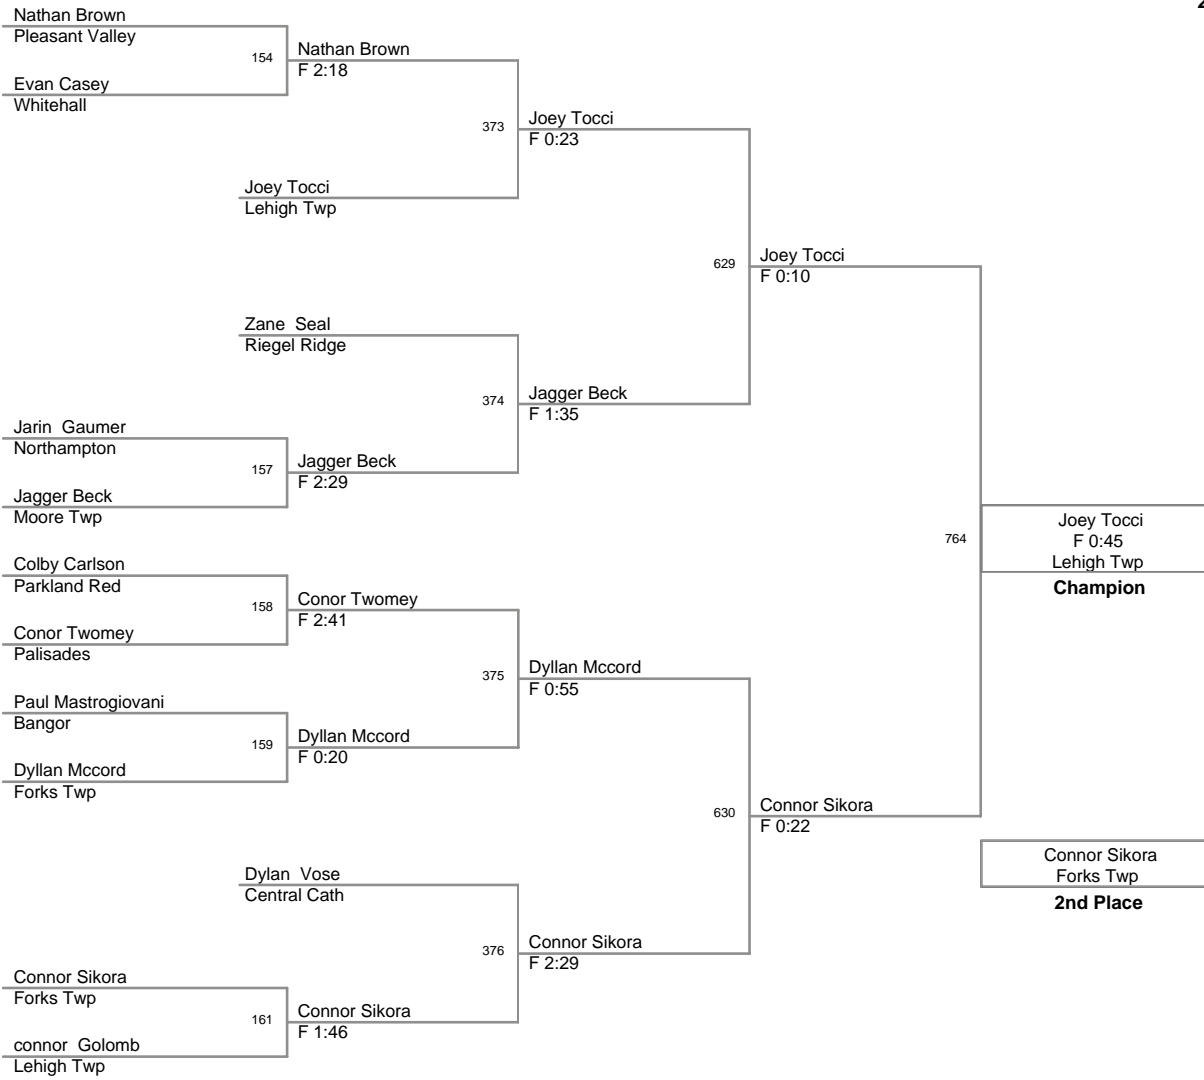 2
Nathan Brown
Pleasant Valley
154
Nathan Brown
F 2:18
Evan Casey
Whitehall
373
Joey Tocci
F 0:23
Joey Tocci
Lehigh Twp
629
Joey Tocci
F 0:10
Zane Seal
Riegel Ridge
374
Jagger Beck
F 1:35
Jarin Gaumer
Northampton
157
Jagger Beck
F 2:29
Jagger Beck
Moore Twp
764
Joey Tocci
F 0:45
Lehigh Twp
Champion
Colby Carlson
Parkland Red
158
Conor Twomey
F 2:41
Conor Twomey
Palisades
375
Dyllan Mccord
F 0:55
Paul Mastrogiovani
Bangor
159
Dyllan Mccord
F 0:20
Dyllan Mccord
Forks Twp
630
Connor Sikora
F 0:22
Connor Sikora
Forks Twp
2nd Place
Dylan Vose
Central Cath
376
Connor Sikora
F 2:29
Connor Sikora
Forks Twp
161
Connor Sikora
F 1:46
connor Golomb
Lehigh Twp